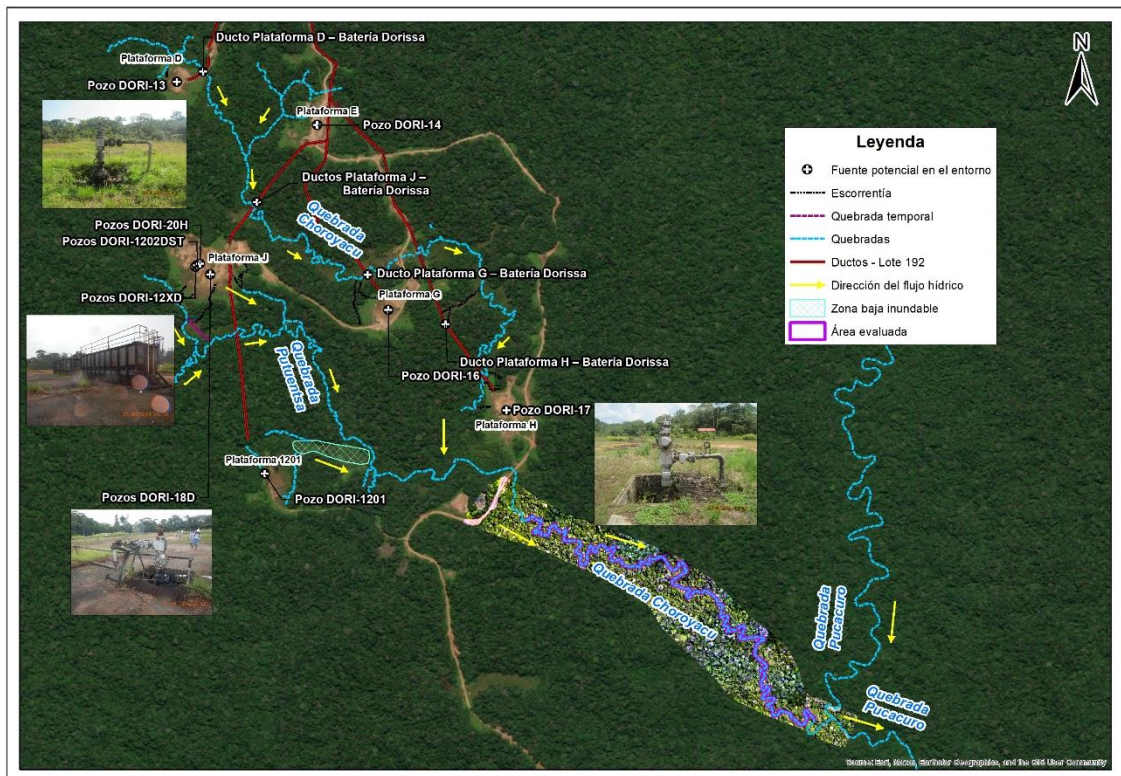 N
Ducto Plataforma D – Batería Dorissa
Plataforma D
Pozo DORI-13
Plataforma E
Pozo DORI-14
Leyenda
Fuente potencial en el entorno
Escorrentía
Quebrada temporal
Quebradas
Ductos - Lote 192
Dirección del flujo hídrico
Zona baja inundable
Área evaluada
Ductos Plataforma J –
Batería Dorissa
Quebrada
Choroyacu
Pozos DORI-20H
Pozos DORI-1202DST
Plataforma J
Pozos DORI-12XD
Ducto Plataforma G – Batería Dorissa
Plataforma G
Ducto Plataforma H – Batería Dorissa
Pozo DORI-16
Quebrada
Putuentsa
Pozo DORI-17
Plataforma H
Plataforma 1201
Pozos DORI-18D
Pozo DORI-1201
Quebrada Choroyacu
Quebrada
Pucacuro
Quebrada
Pucacuro
Source: Esri, Maxar, Earthstar Geographics, and the GIS User Community